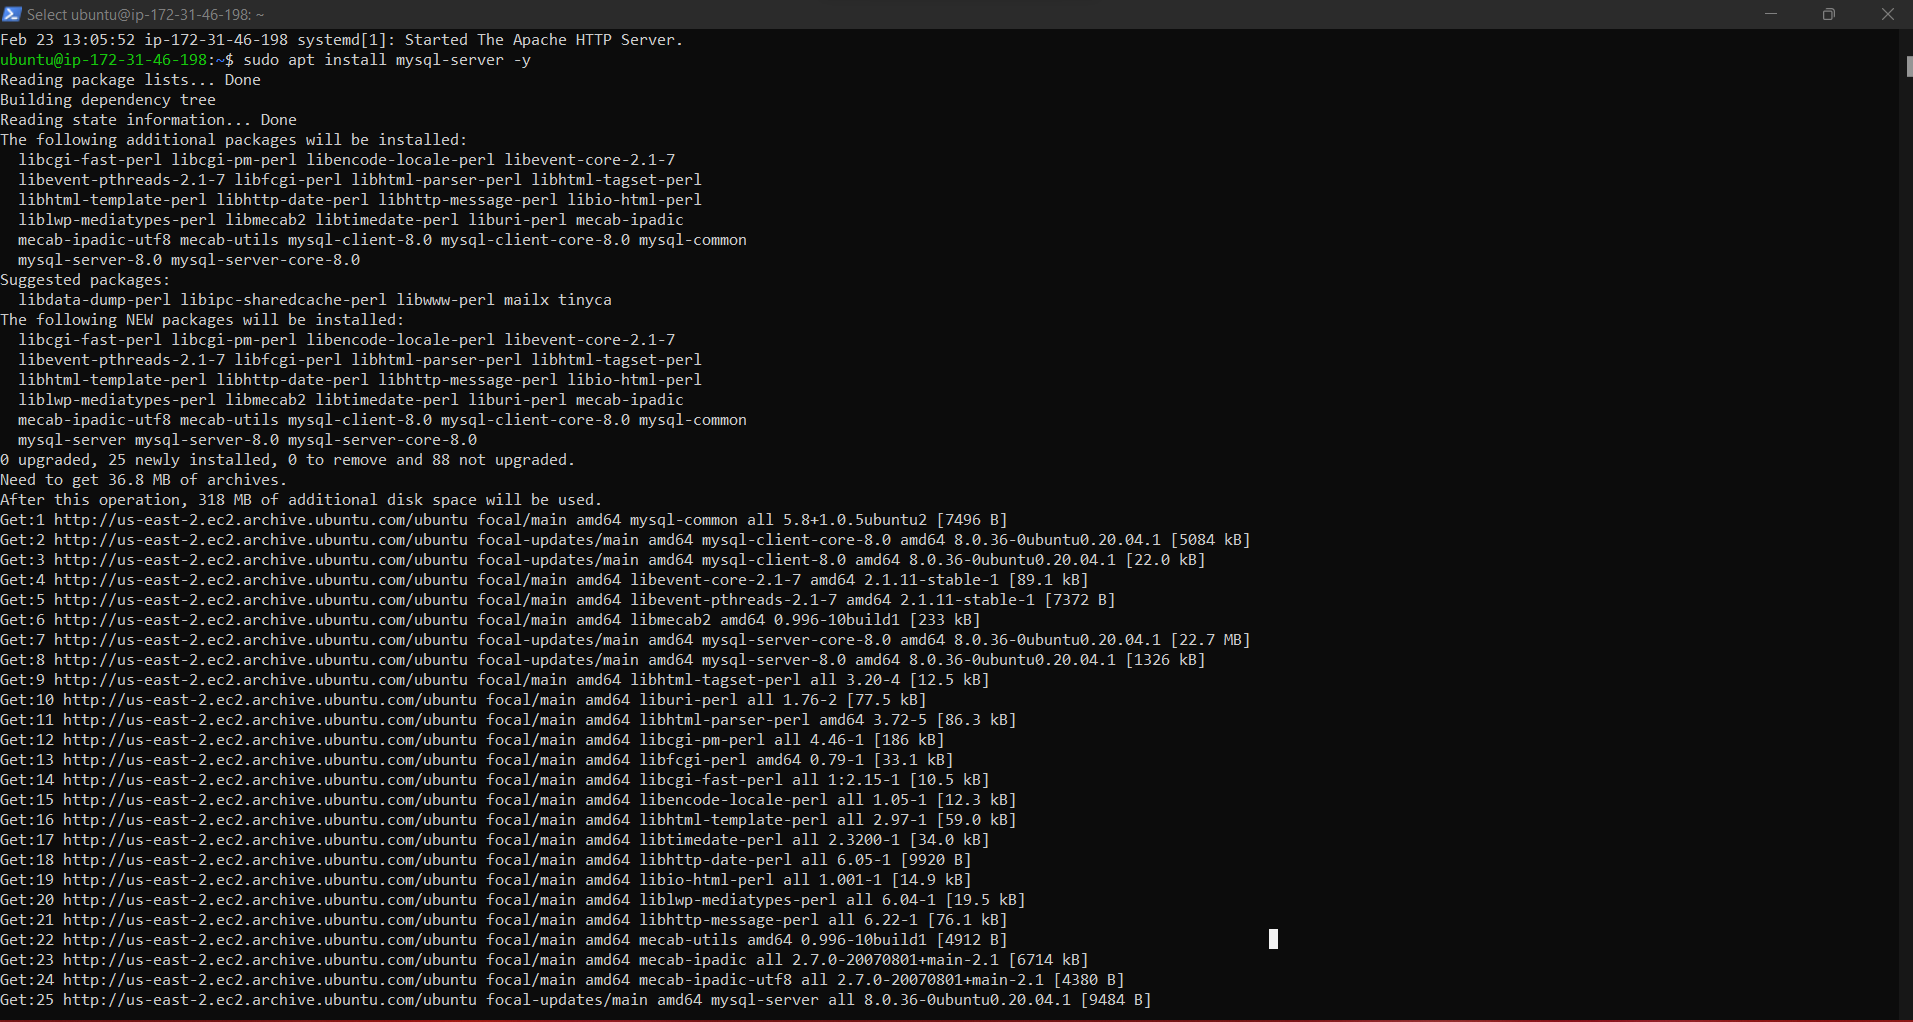 Select ubuntu@ip-172-31-46-198: ~
Feb 23 13:05:52 ip-172-31-46-198 systemd[1]: Started The Apache HTTP Server.
ubuntu@ip-172-31-46-198:~$ sudo apt install mysql-server -y
Reading package lists... Done
Building dependency tree
Reading state information... Done
The following additional packages will be installed:
  libcgi-fast-perl libcgi-pm-perl libencode-locale-perl libevent-core-2.1-7
  libevent-pthreads-2.1-7 libfcgi-perl libhtml-parser-perl libhtml-tagset-perl
  libhtml-template-perl libhttp-date-perl libhttp-message-perl libio-html-perl
  liblwp-mediatypes-perl libmecab2 libtimedate-perl liburi-perl mecab-ipadic
  mecab-ipadic-utf8 mecab-utils mysql-client-8.0 mysql-client-core-8.0 mysql-common
  mysql-server-8.0 mysql-server-core-8.0
Suggested packages:
  libdata-dump-perl libipc-sharedcache-perl libwww-perl mailx tinyca
The following NEW packages will be installed:
  libcgi-fast-perl libcgi-pm-perl libencode-locale-perl libevent-core-2.1-7
  libevent-pthreads-2.1-7 libfcgi-perl libhtml-parser-perl libhtml-tagset-perl
  libhtml-template-perl libhttp-date-perl libhttp-message-perl libio-html-perl
  liblwp-mediatypes-perl libmecab2 libtimedate-perl liburi-perl mecab-ipadic
  mecab-ipadic-utf8 mecab-utils mysql-client-8.0 mysql-client-core-8.0 mysql-common
  mysql-server mysql-server-8.0 mysql-server-core-8.0
0 upgraded, 25 newly installed, 0 to remove and 88 not upgraded.
Need to get 36.8 MB of archives.
After this operation, 318 MB of additional disk space will be used.
Get:1 http://us-east-2.ec2.archive.ubuntu.com/ubuntu focal/main amd64 mysql-common all 5.8+1.0.5ubuntu2 [7496 B]
Get:2 http://us-east-2.ec2.archive.ubuntu.com/ubuntu focal-updates/main amd64 mysql-client-core-8.0 amd64 8.0.36-0ubuntu0.20.04.1 [5084 kB]
Get:3 http://us-east-2.ec2.archive.ubuntu.com/ubuntu focal-updates/main amd64 mysql-client-8.0 amd64 8.0.36-0ubuntu0.20.04.1 [22.0 kB]
Get:4 http://us-east-2.ec2.archive.ubuntu.com/ubuntu focal/main amd64 libevent-core-2.1-7 amd64 2.1.11-stable-1 [89.1 kB]
Get:5 http://us-east-2.ec2.archive.ubuntu.com/ubuntu focal/main amd64 libevent-pthreads-2.1-7 amd64 2.1.11-stable-1 [7372 B]
Get:6 http://us-east-2.ec2.archive.ubuntu.com/ubuntu focal/main amd64 libmecab2 amd64 0.996-10build1 [233 kB]
Get:7 http://us-east-2.ec2.archive.ubuntu.com/ubuntu focal-updates/main amd64 mysql-server-core-8.0 amd64 8.0.36-0ubuntu0.20.04.1 [22.7 MB]
Get:8 http://us-east-2.ec2.archive.ubuntu.com/ubuntu focal-updates/main amd64 mysql-server-8.0 amd64 8.0.36-0ubuntu0.20.04.1 [1326 kB]
Get:9 http://us-east-2.ec2.archive.ubuntu.com/ubuntu focal/main amd64 libhtml-tagset-perl all 3.20-4 [12.5 kB]
Get:10 http://us-east-2.ec2.archive.ubuntu.com/ubuntu focal/main amd64 liburi-perl all 1.76-2 [77.5 kB]
Get:11 http://us-east-2.ec2.archive.ubuntu.com/ubuntu focal/main amd64 libhtml-parser-perl amd64 3.72-5 [86.3 kB]
Get:12 http://us-east-2.ec2.archive.ubuntu.com/ubuntu focal/main amd64 libcgi-pm-perl all 4.46-1 [186 kB]
Get:13 http://us-east-2.ec2.archive.ubuntu.com/ubuntu focal/main amd64 libfcgi-perl amd64 0.79-1 [33.1 kB]
Get:14 http://us-east-2.ec2.archive.ubuntu.com/ubuntu focal/main amd64 libcgi-fast-perl all 1:2.15-1 [10.5 kB]
Get:15 http://us-east-2.ec2.archive.ubuntu.com/ubuntu focal/main amd64 libencode-locale-perl all 1.05-1 [12.3 kB]
Get:16 http://us-east-2.ec2.archive.ubuntu.com/ubuntu focal/main amd64 libhtml-template-perl all 2.97-1 [59.0 kB]
Get:17 http://us-east-2.ec2.archive.ubuntu.com/ubuntu focal/main amd64 libtimedate-perl all 2.3200-1 [34.0 kB]
Get:18 http://us-east-2.ec2.archive.ubuntu.com/ubuntu focal/main amd64 libhttp-date-perl all 6.05-1 [9920 B]
Get:19 http://us-east-2.ec2.archive.ubuntu.com/ubuntu focal/main amd64 libio-html-perl all 1.001-1 [14.9 kB]
Get:20 http://us-east-2.ec2.archive.ubuntu.com/ubuntu focal/main amd64 liblwp-mediatypes-perl all 6.04-1 [19.5 kB]
Get:21 http://us-east-2.ec2.archive.ubuntu.com/ubuntu focal/main amd64 libhttp-message-perl all 6.22-1 [76.1 kB]
Get:22 http://us-east-2.ec2.archive.ubuntu.com/ubuntu focal/main amd64 mecab-utils amd64 0.996-10build1 [4912 B]
Get:23 http://us-east-2.ec2.archive.ubuntu.com/ubuntu focal/main amd64 mecab-ipadic all 2.7.0-20070801+main-2.1 [6714 kB]
Get:24 http://us-east-2.ec2.archive.ubuntu.com/ubuntu focal/main amd64 mecab-ipadic-utf8 all 2.7.0-20070801+main-2.1 [4380 B]
Get:25 http://us-east-2.ec2.archive.ubuntu.com/ubuntu focal-updates/main amd64 mysql-server all 8.0.36-0ubuntu0.20.04.1 [9484 B]